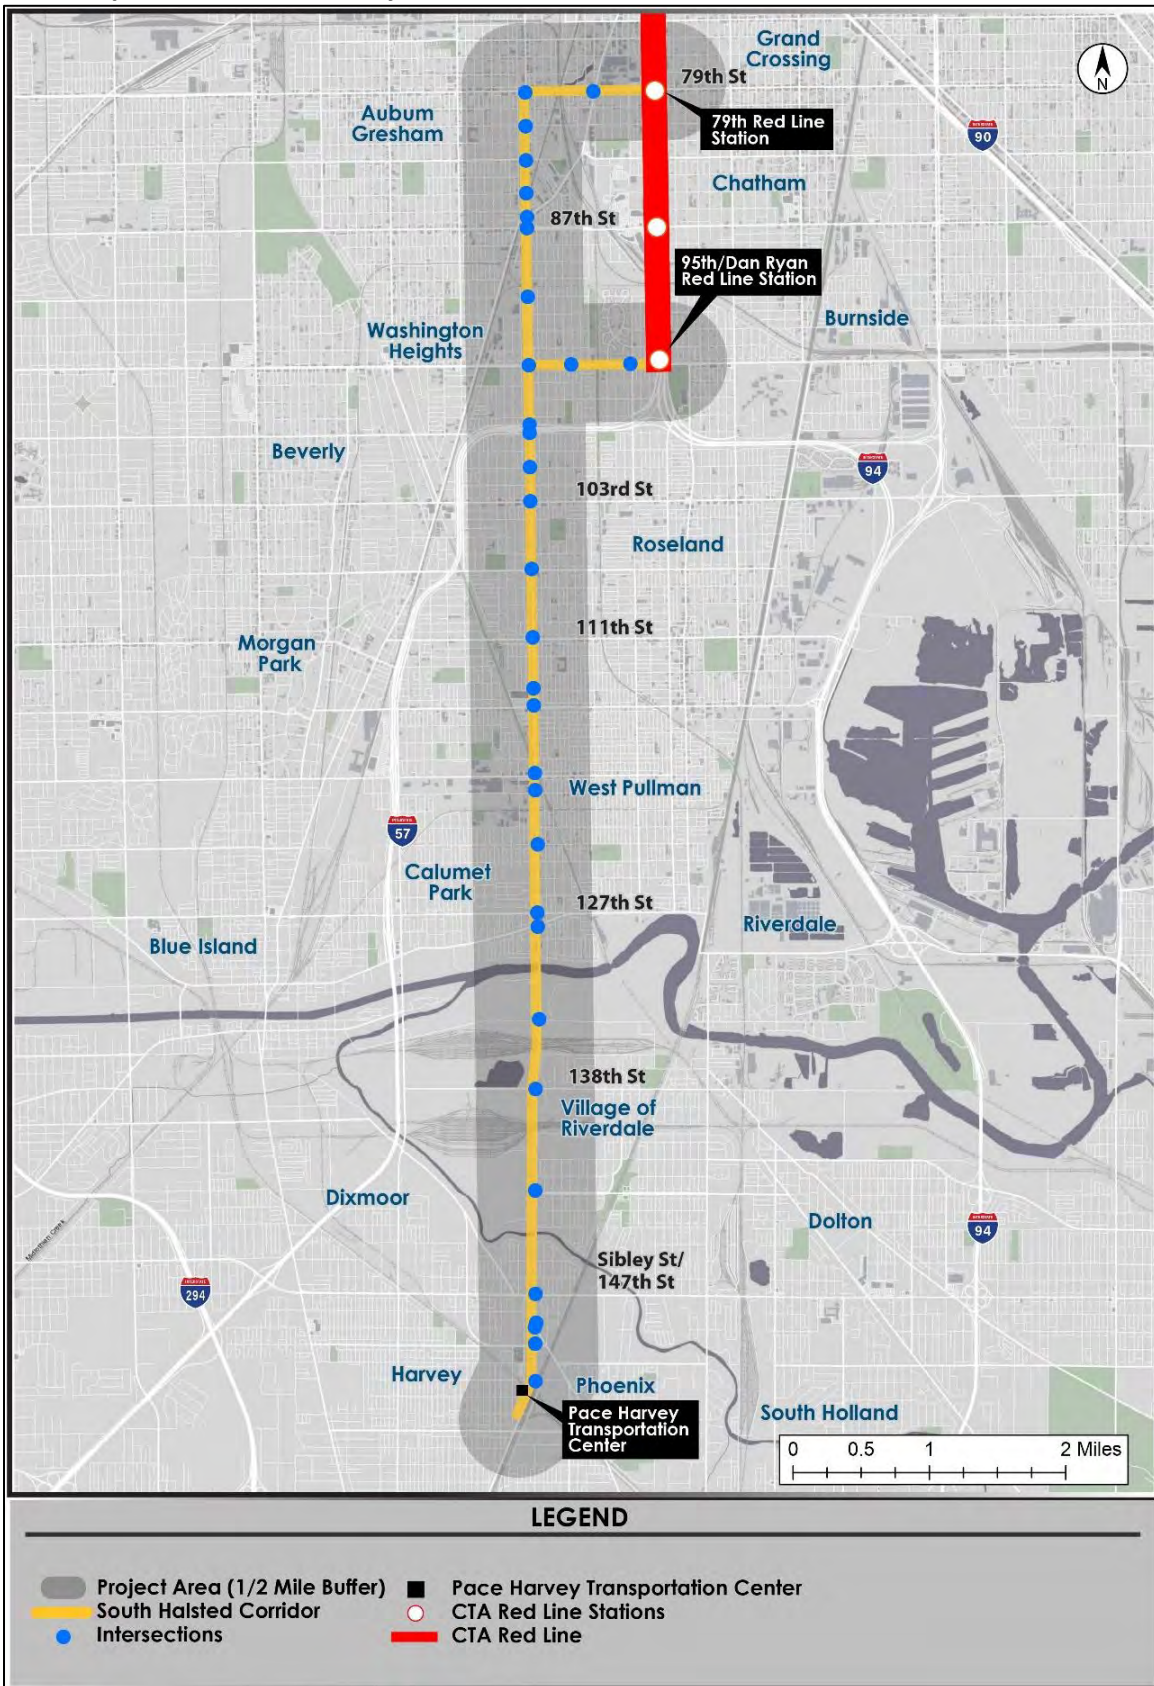 Grand
Crossing
N
79th St
79th Red Line
Station
Aubum
Gresham
90
Chatham
87th St
95th/Dan Ryan
Red Line Station
Burnside
Washington
Heights
Beverly
94
103rd St
Roseland
111th St
Morgan
Park
West Pullman
57
Calumet
Park
127th St
Riverdale
Blue Island
138th St
Village of
Riverdale
Dixmoor
Dolton
94
Sibley St/
147th St
294
Harvey
Phoenix
Pace Harvey
Transportation
Center
South Holland
0 0.5 1 2 Miles
LEGEND
Project Area (1/2 Mile Buffer)
South Halsted Corridor
Intersections
Pace Harvey Transportation Center
CTA Red Line Stations
CTA Red Line